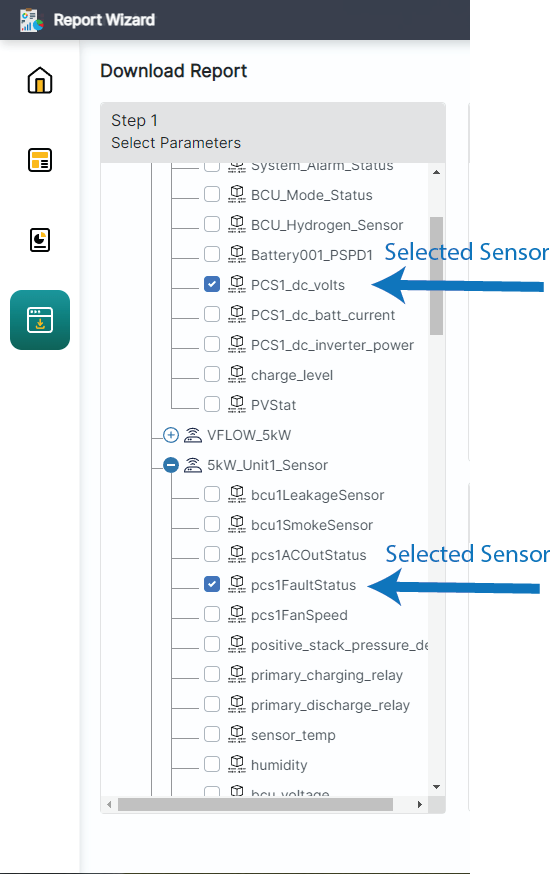 Report Wizard
Download Report
Step 1
Select Parameters
System_Alarm_Status
BCU_Mode_Status
BCU_Hydrogen_Sensor
Battery001_PSPD1
Selected Sensor
PCS1_dc_volts
PCS1_dc_batt_current
PCS1_dc_inverter_power
charge_level
PVStat
VFLOW_5kW
5kW_Unit1_Sensor
bcu1LeakageSensor
bcu1SmokeSensor
pcs1ACOutStatus
Selected Sensor
pcs1FaultStatus
pcs1FanSpeed
positive_stack_pressure_de
primary_charging_relay
primary_discharge_relay
sensor_temp
humidity
bcu_voltage